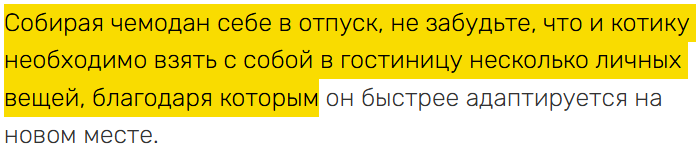 Собирая чемодан себе в отпуск, не забудьте, что и котику
необходимо взять с собой в гостиницу несколько личных
вещей, благодаря которым он быстрее адаптируется на
новом месте.